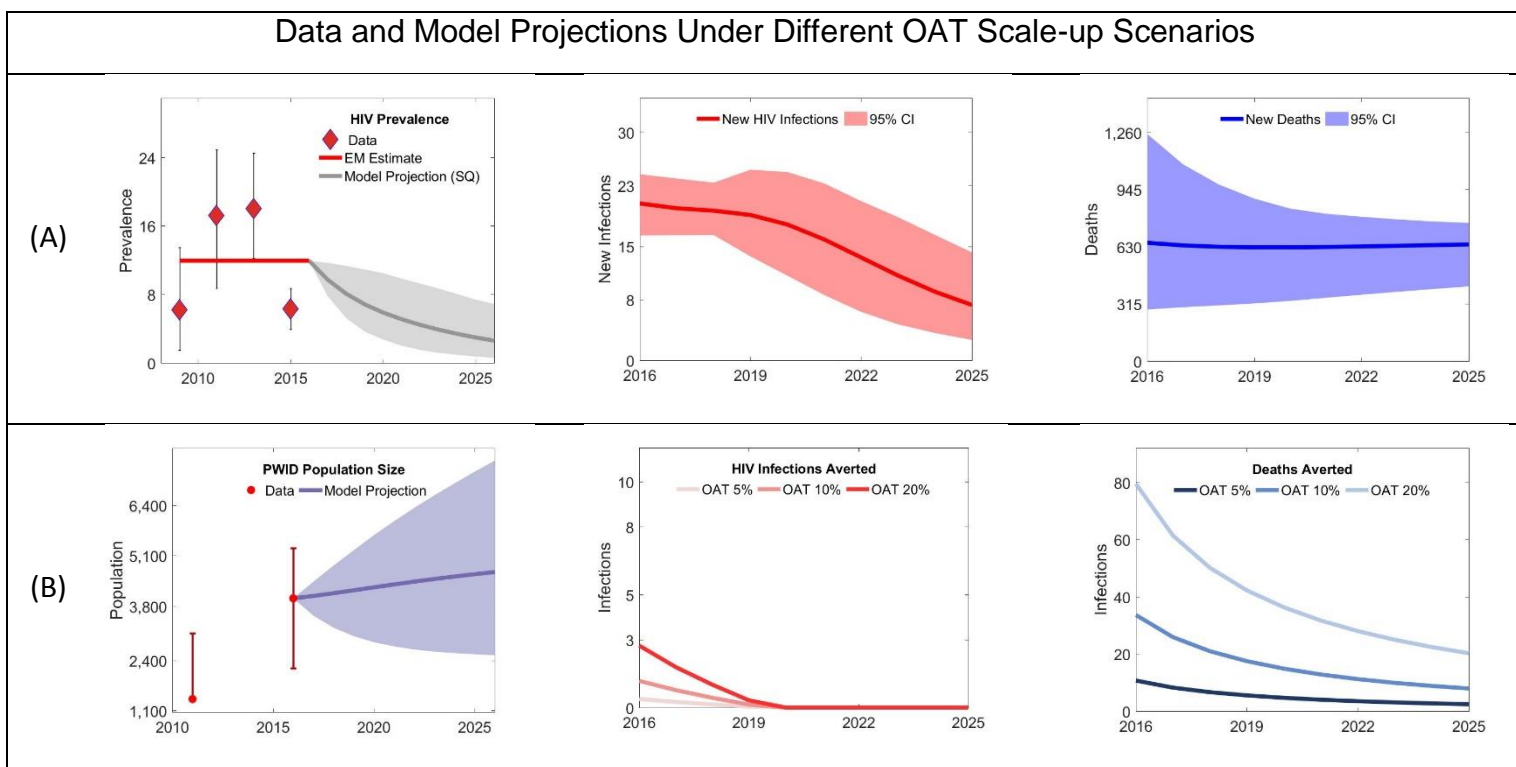 Data and Model Projections Under Different OAT Scale-up Scenarios
(A)
HIV Prevalence
Data
EM Estimate
Model Projection (SQ)
Prevalence
24
16
8
0
2010
2015
2020
2025
New HIV Infections
95% CI
New Infections
30
23
15
8
0
2016
2019
2022
2025
New Deaths
95% CI
Deaths
1,260
945
630
315
0
2016
2019
2022
2025
(B)
PWID Population Size
Data
Model Projection
Population
6,400
5,100
3,800
2,400
1,100
2010
2015
2020
2025
HIV Infections Averted
OAT 5%
OAT 10%
OAT 20%
Infections
10
8
5
3
0
2016
2019
2022
2025
Deaths Averted
OAT 5%
OAT 10%
OAT 20%
Infections
80
60
40
20
0
2016
2019
2022
2025